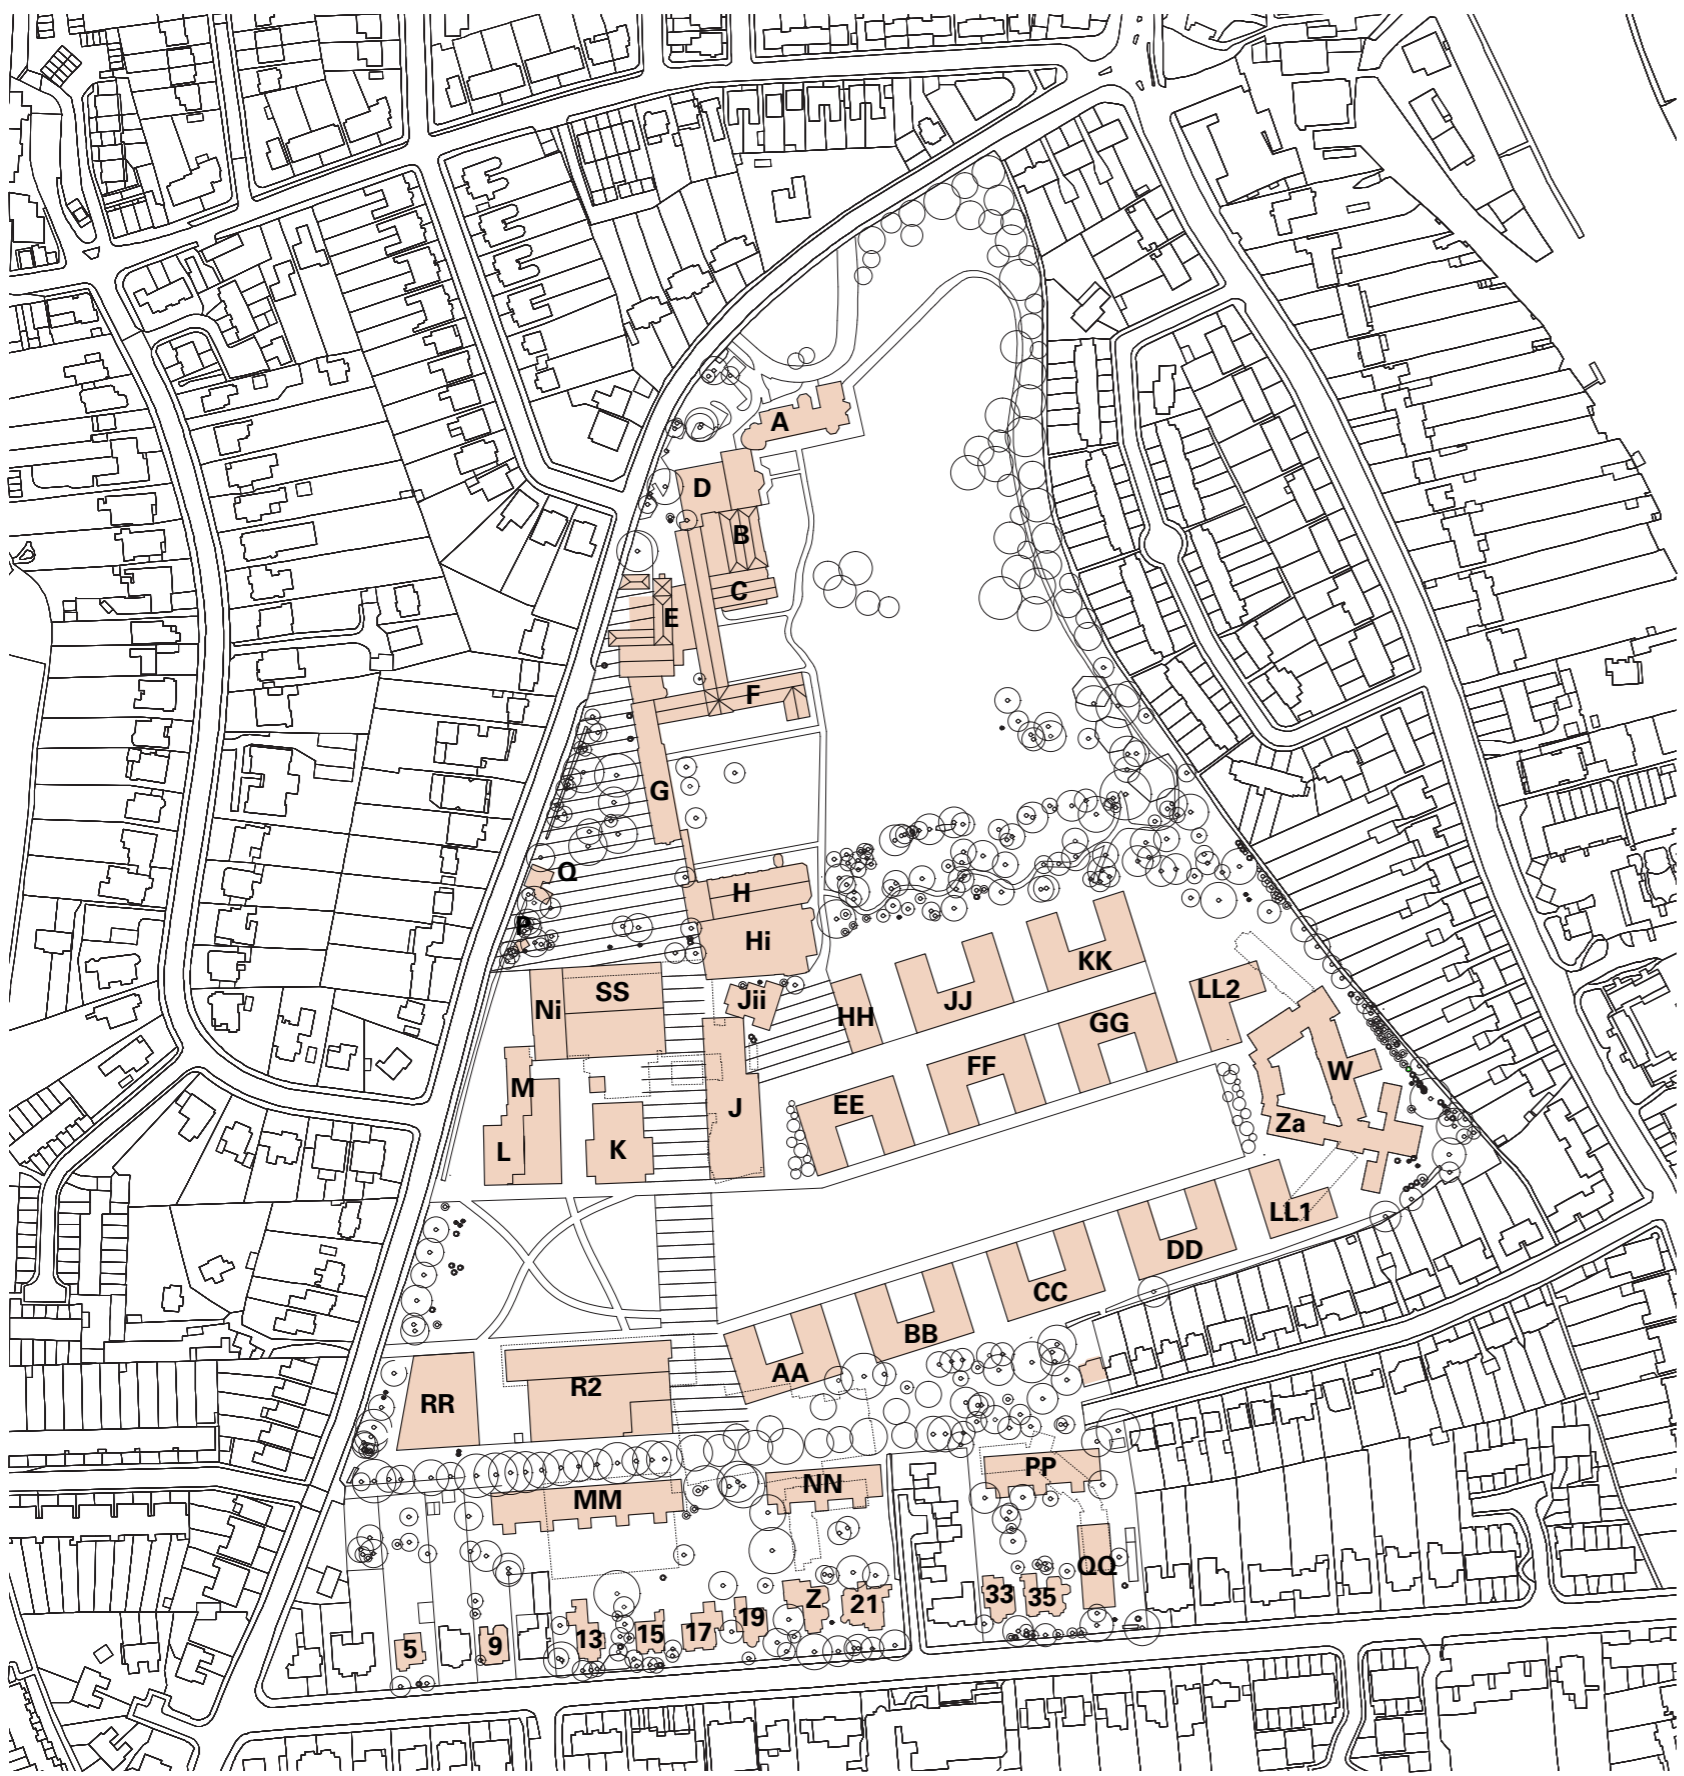 A
D
B
C
E
F
G
Q
H
P
Hi
KK
SS
Jii
LL2
Ni
HH
JJ
GG
FF
W
M
EE
J
Za
L
K
LL1
DD
CC
BB
AA
R2
RR
PP
NN
MM
QQ
33
35
Z
21
19
17
15
13
9
5